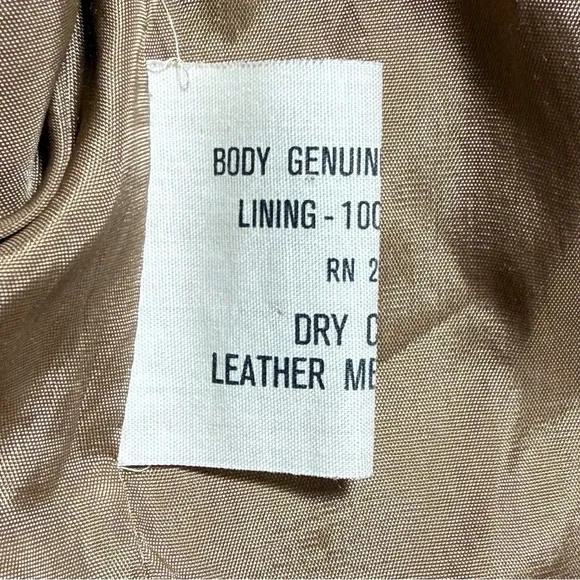 BODY GENUIN
LINING - 100
RN 2
DRY C
LEATHER ME